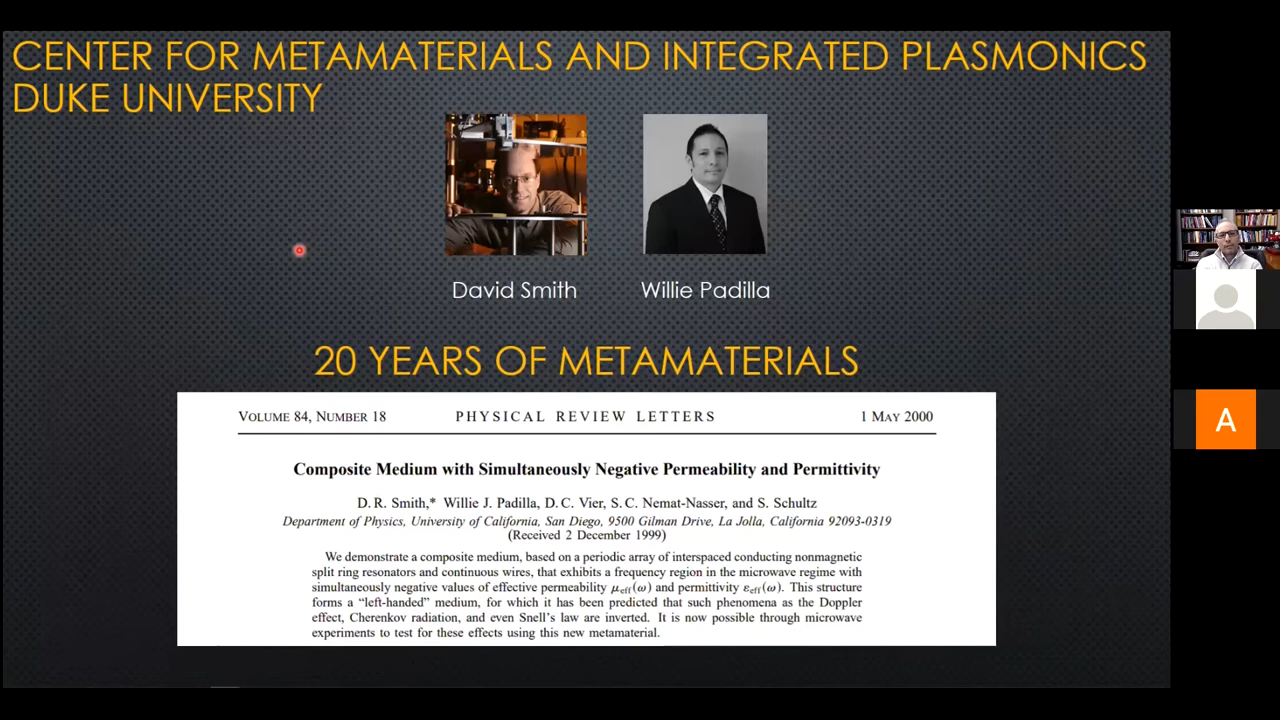 CENTER FOR METAMATERIALS AND INTEGRATED PLASMONICS
DUKE UNIVERSITY
David Smith
Willie Padilla
20 YEARS OF METAMATERIALS
VOLUME 84, NUMBER 18
PHYSICAL REVIEW LETTERS
1 MAY 2000
Composite Medium with Simultaneously Negative Permeability and Permittivity
D. R. Smith,* Willie J. Padilla, D. C. Vier, S. C. Nemat-Nasser, and S. Schultz
Department of Physics, University of California, San Diego, 9500 Gilman Drive, La Jolla, California 92093-0319
(Received 2 December 1999)
We demonstrate a composite medium, based on a periodic array of interspaced conducting nonmagnetic
split ring resonators and continuous wires, that exhibits a frequency region in the microwave regime with
simultaneously negative values of effective permeability μeff(ω) and permittivity εeff(ω). This structure
forms a “left-handed” medium, for which it has been predicted that such phenomena as the Doppler
effect, Cherenkov radiation, and even Snell’s law are inverted. It is now possible through microwave
experiments to test for these effects using this new metamaterial.
A